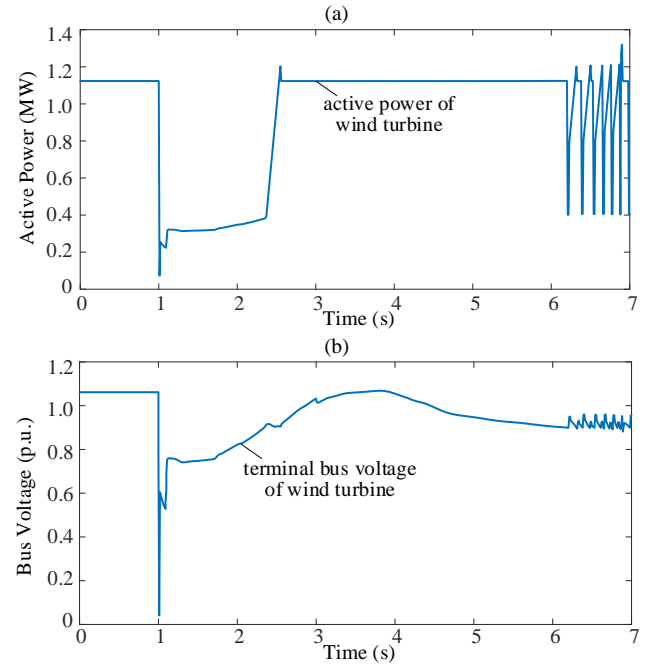 (a)
1.4
1.2
1.0
0.8
0.6
0.4
0.2
0
Active Power (MW)
active power of
wind turbine
0 1 2 3 4 5 6 7
Time (s)
(b)
1.2
1.0
0.8
0.6
0.4
0.2
0
Bus Voltage (p.u.)
terminal bus voltage
of wind turbine
0 1 2 3 4 5 6 7
Time (s)